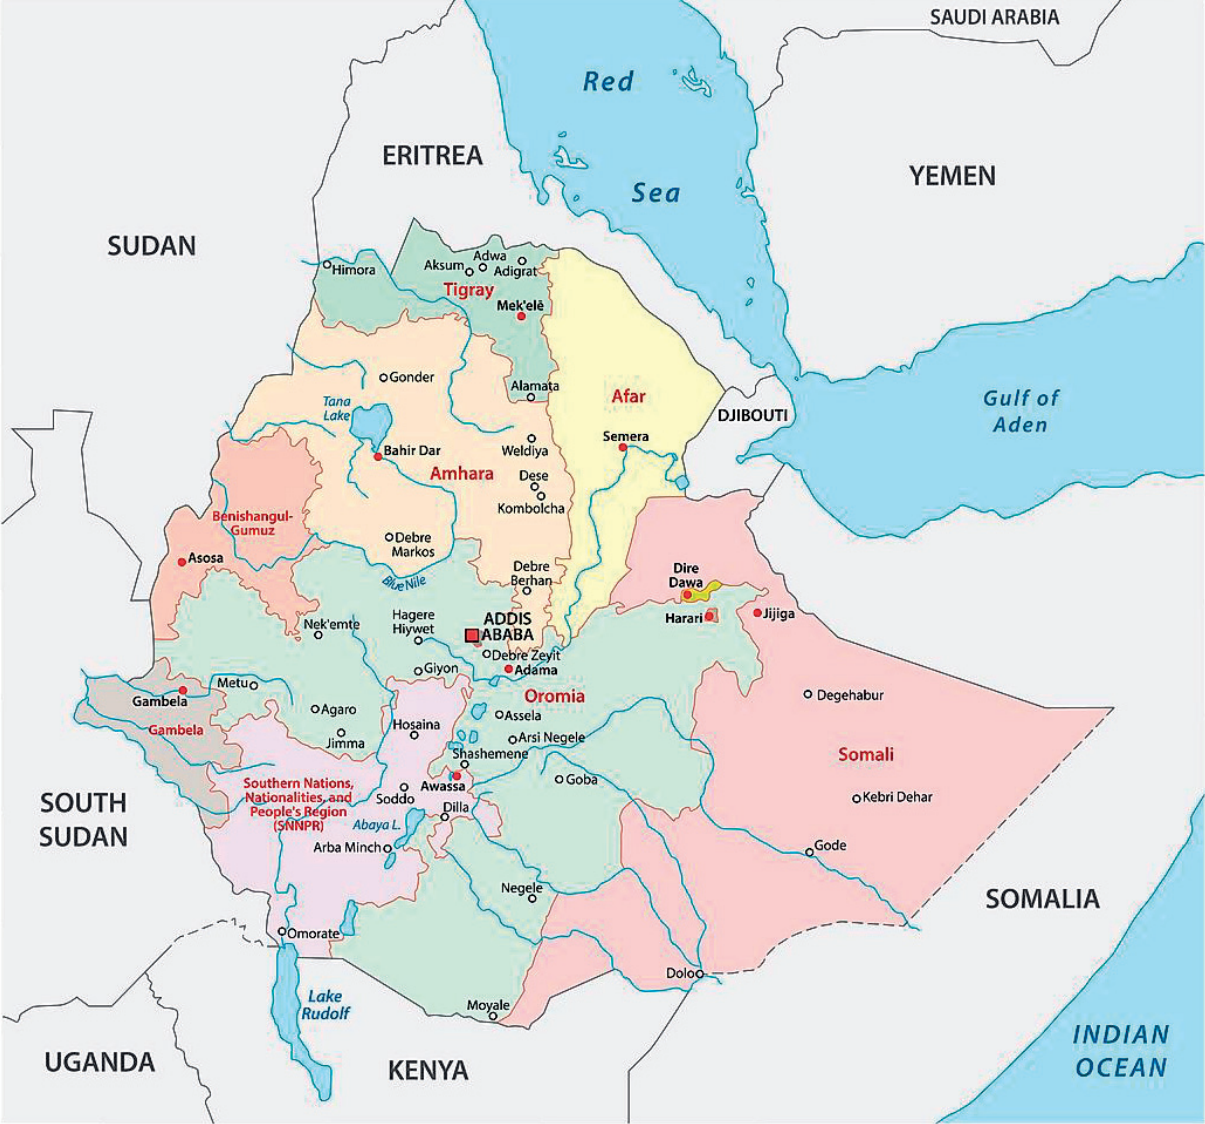 SAUDI ARABIA
Red
ERITREA
YEMEN
Sea
SUDAN
Adwa
Aksum
Adigrat
Himora
Tigray
Mek'elē
Gonder
Alamata
Afar
Gulf of
Aden
Tana
Lake
DJIBOUTI
Semera
Bahir Dar
Weldiya
Amhara
Dese
Kombolcha
Benishangul-
Gumuz
Debre
Markos
Asosa
Blue Nile
Debre
Berhan
Dire
Dawa
Hagere
Hiywet
ADDIS
ABABA
Nek'emte
Harari
Jijiga
Debre Zeyit
Giyon
Adama
Metu
Gambela
Oromia
Degehabur
Agaro
Assela
Hosaina
Gambela
Jimma
Arsi Negele
Shashemene
Somali
Goba
Awassa
Southern Nations,
Nationalities, and
People's Region
(SNNPR)
Soddo
Kebri Dehar
SOUTH
SUDAN
Dilla
Abaya L.
Arba Minch
Gode
Negele
SOMALIA
Omorate
Doloo
Lake
Rudolf
Moyale
INDIAN
OCEAN
UGANDA
KENYA